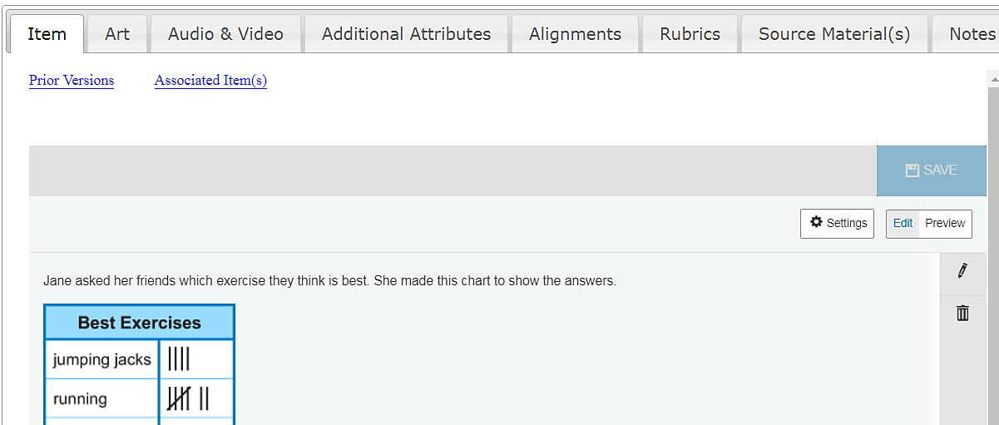 Item Art Audio & Video Additional Attributes Alignments Rubrics Source Material(s) Notes
Prior Versions Associated Item(s)
SAVE
Settings Edit Preview
Jane asked her friends which exercise they think is best. She made this chart to show the answers.
Best Exercises
jumping jacks
running